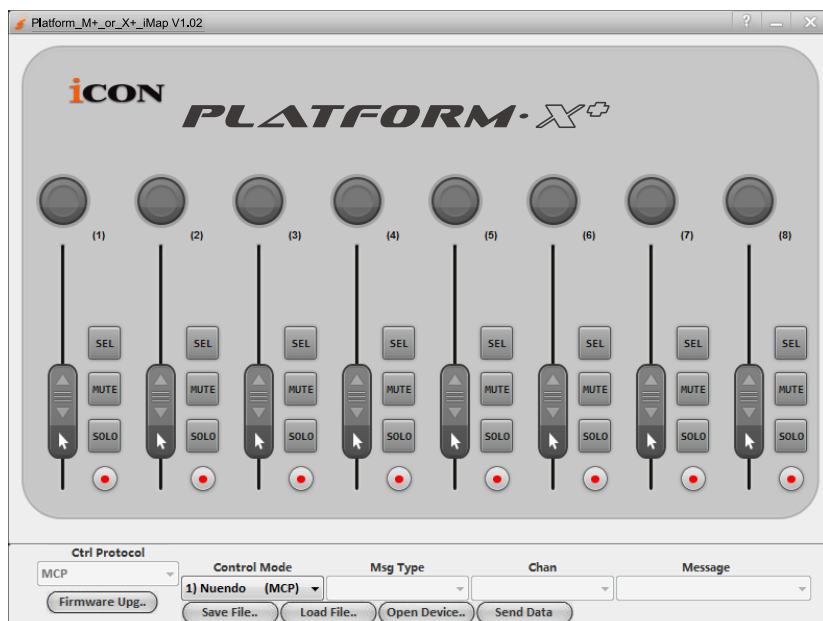 Platform_M+_or_X+_iMap V1.02
?
iCON
PLATFORM·X+
(1) (2) (3) (4) (5) (6) (7) (8)
SEL SEL SEL SEL SEL SEL SEL SEL
MUTE MUTE MUTE MUTE MUTE MUTE MUTE MUTE
SOLO SOLO SOLO SOLO SOLO SOLO SOLO SOLO
Ctrl Protocol
MCP
Control Mode Msg Type Chan Message
1) Nuendo (MCP)
Firmware Upg.. Save File.. Load File.. Open Device.. Send Data